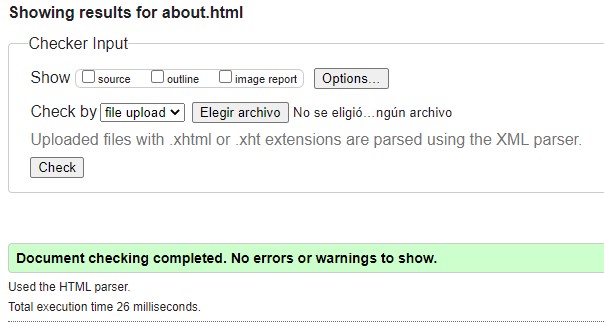 Showing results for about.html
Checker Input
Show source outline image report Options...
Check by file upload Elegir archivo No se eligió...ngún archivo
Uploaded files with .xhtml or .xht extensions are parsed using the XML parser.
Check
Document checking completed. No errors or warnings to show.
Used the HTML parser.
Total execution time 26 milliseconds.